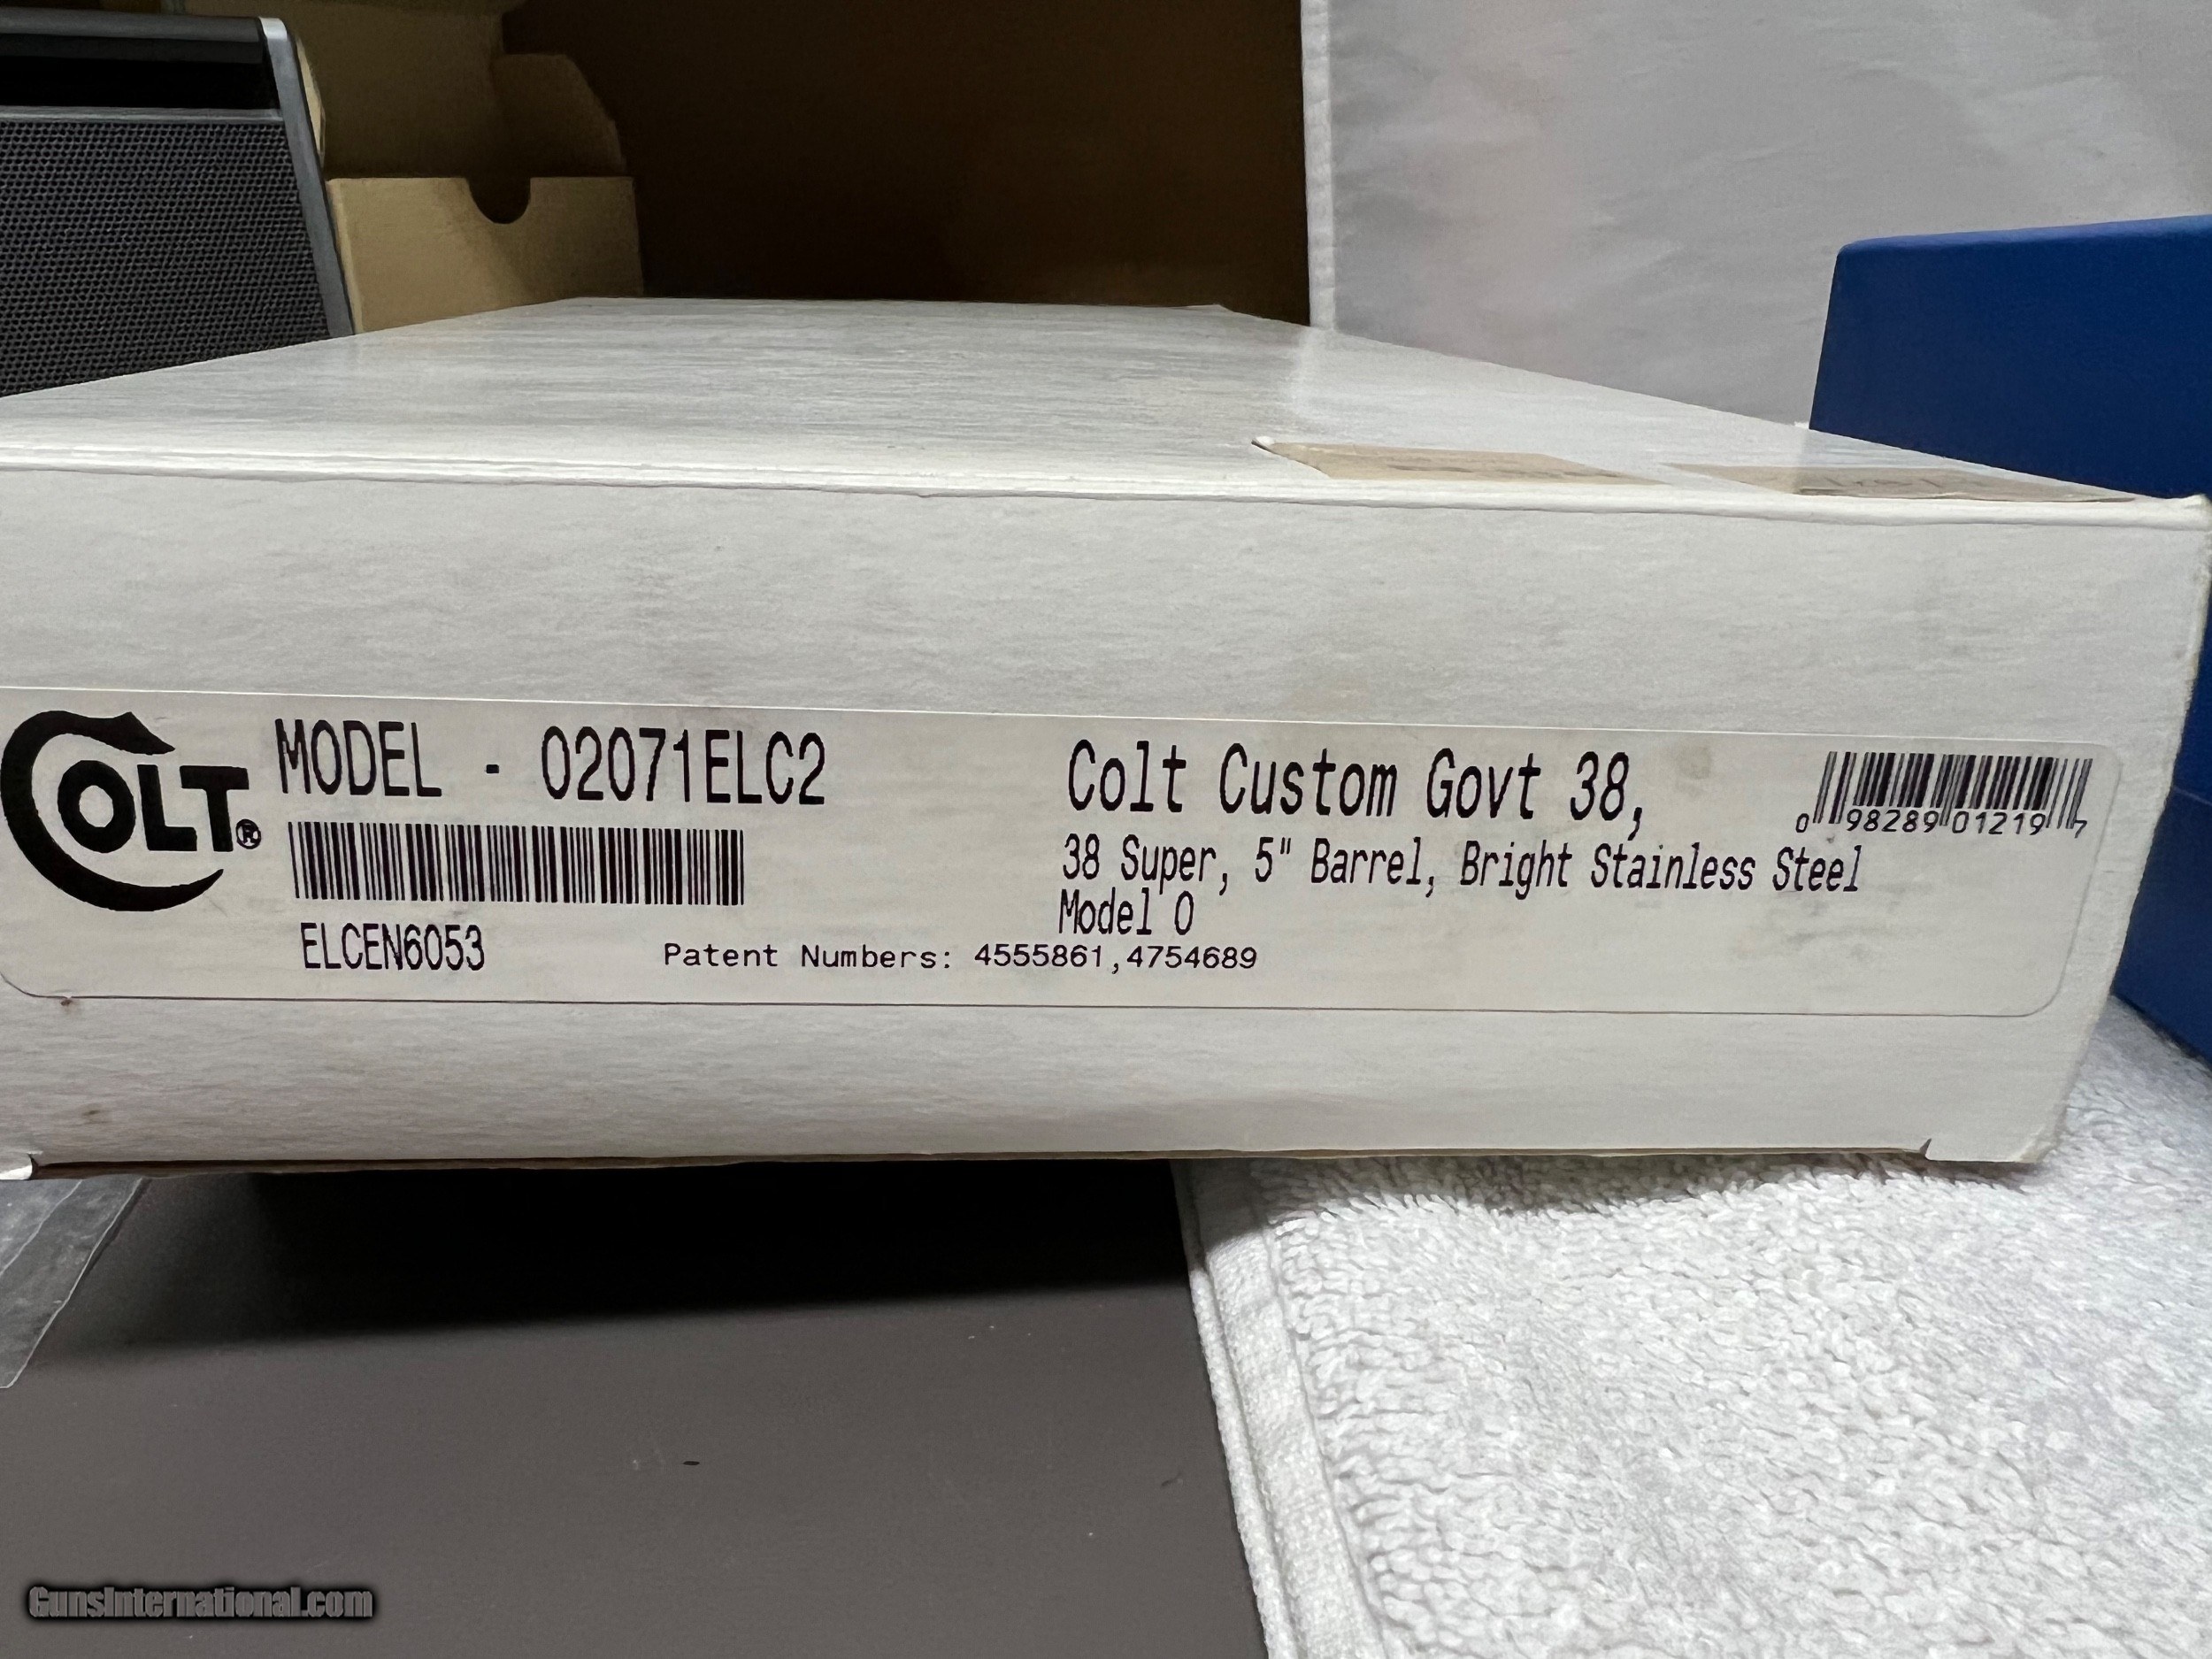 COLT®
MODEL - 02071ELC2
ELCEN6053
Colt Custom Govt 38,
38 Super, 5" Barrel, Bright Stainless Steel
Model O
Patent Numbers: 4555861,4754689
0 98289 01219 7
GunsInternational.com